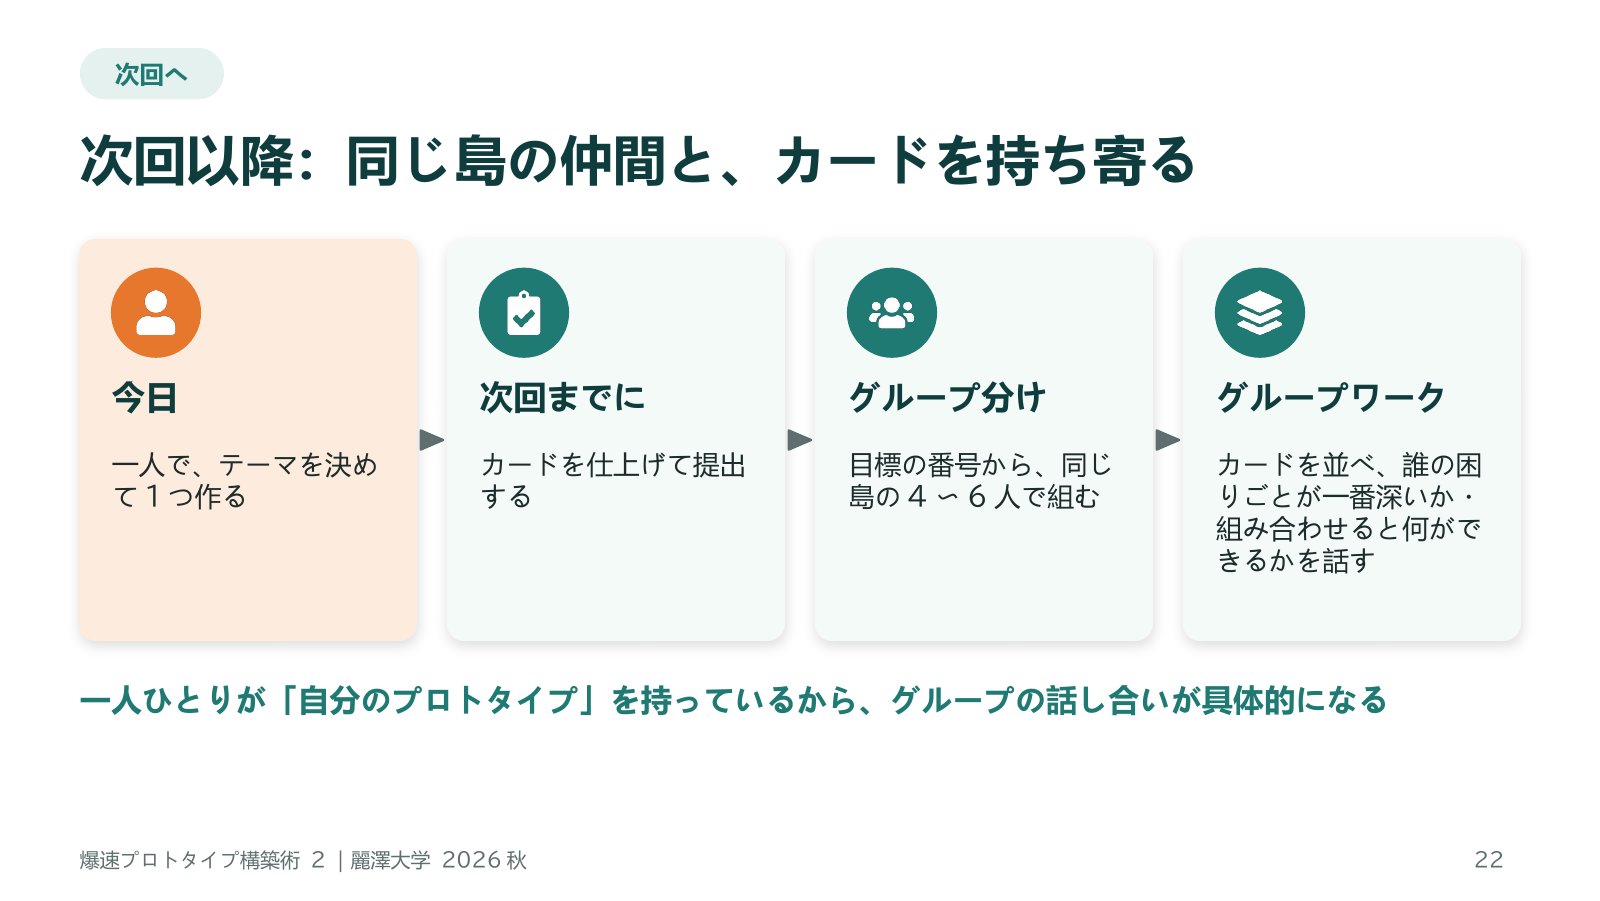 次回へ
次回以降：同じ島の仲間と、カードを持ち寄る
今日
一人で、テーマを決め
て１つ作る
次回までに
カードを仕上げて提出
する
グループ分け
目標の番号から、同じ
島の４〜６人で組む
グループワーク
カードを並べ、誰の困
りごとが一番深いか・
組み合わせると何がで
きるかを話す
一人ひとりが「自分のプロトタイプ」を持っているから、グループの話し合いが具体的になる
爆速プロトタイプ構築術 2 | 麗澤大学 2026秋
22